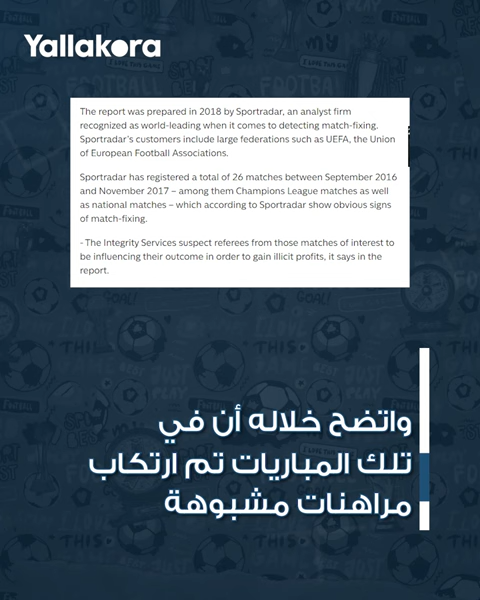 Yallakora
The report was prepared in 2018 by Sportradar, an analyst firm
recognized as world-leading when it comes to detecting match-fixing.
Sportradar's customers include large federations such as UEFA, the Union
of European Football Associations.
Sportradar has registered a total of 26 matches between September 2016
and November 2017 – among them Champions League matches as well
as national matches – which according to Sportradar show obvious signs
of match-fixing.
- The Integrity Services suspect referees from those matches of interest to
be influencing their outcome in order to gain illicit profits, it says in the
report.
واتضح خلاله أن في
تلك المباريات تم ارتكاب
مراهنات مشبوهة